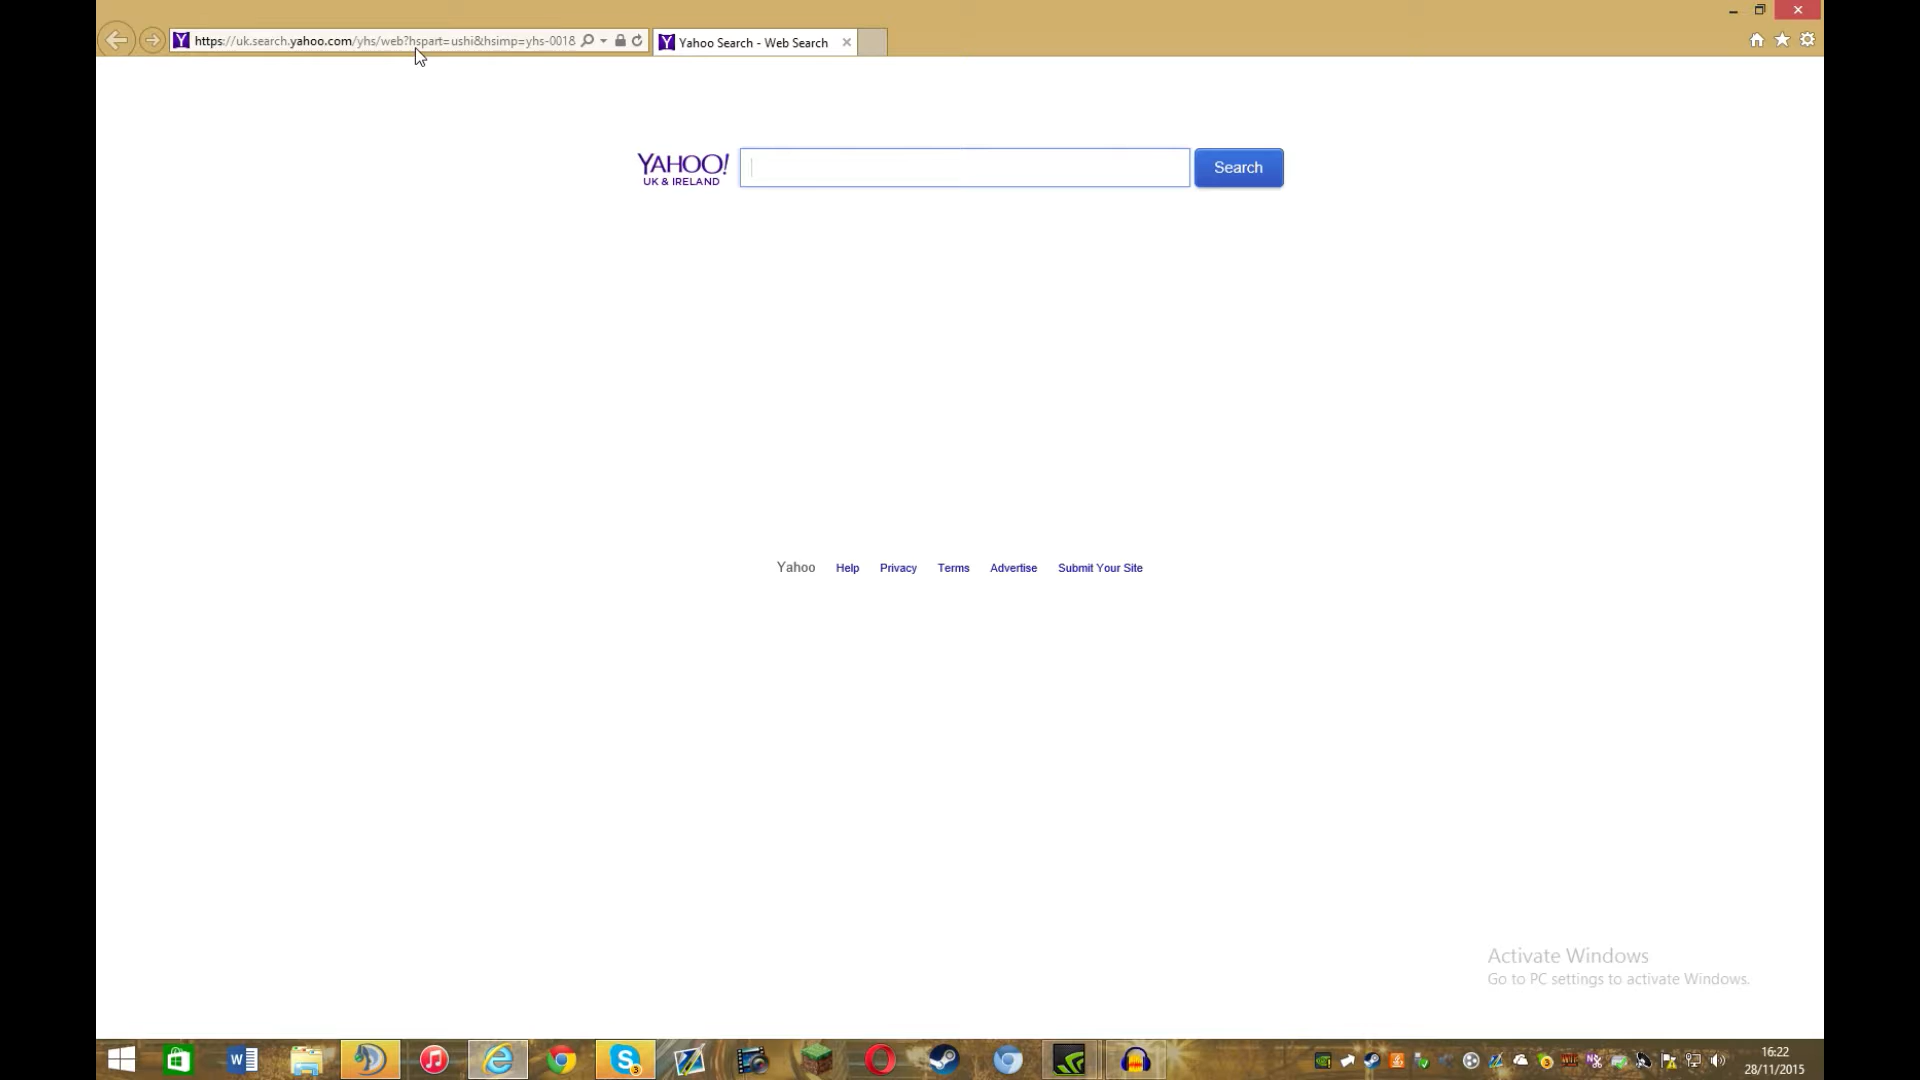 https://uk.search.yahoo.com/yhs/web?hspart=ushi&hsimp=yhs-0018
Yahoo Search - Web Search
YAHOO!
UK & IRELAND
Search
Yahoo Help Privacy Terms Advertise Submit Your Site
Activate Windows
Go to PC settings to activate Windows.
16:22
28/11/2015